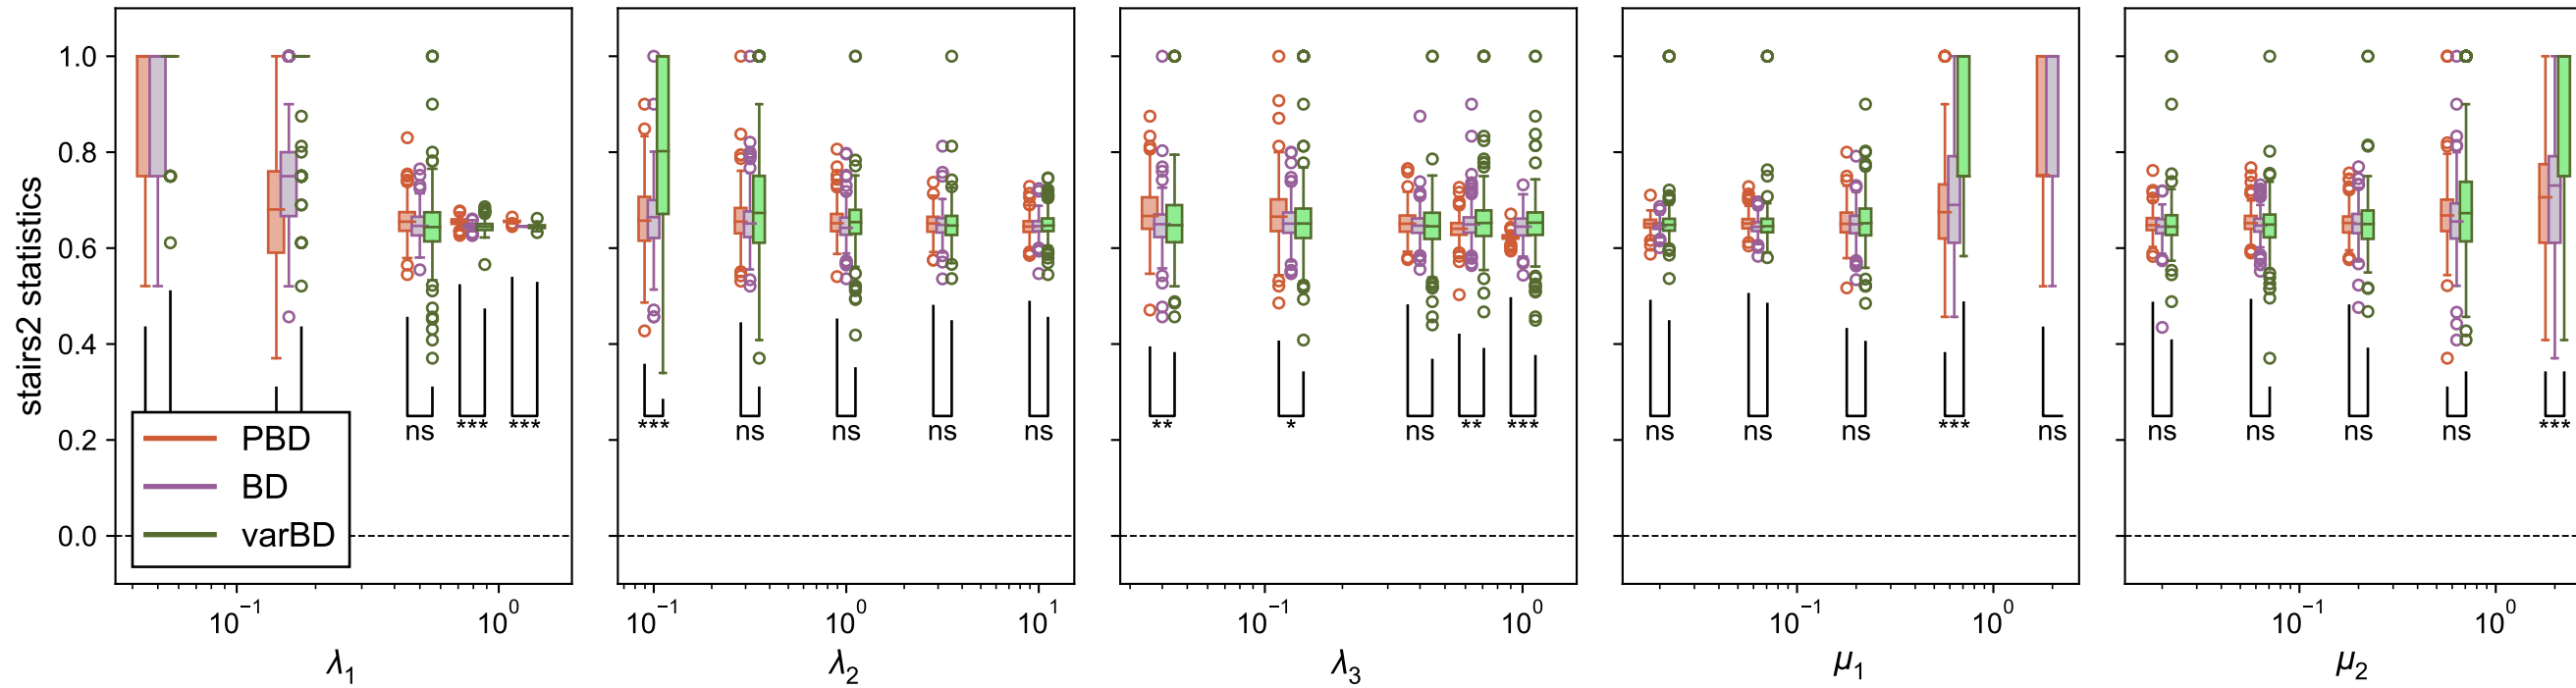 stairs2 statistics
1.0
0.8
0.6
0.4
0.2
0.0
PBD
BD
varBD
ns *** ***
*** ns ns ns ns
** * ns ** ***
ns ns ns *** ns
ns ns ns ns ***
10⁻¹ 10⁰
10⁻¹ 10⁰ 10¹
10⁻¹ 10⁰
10⁻¹ 10⁰
10⁻¹ 10⁰
λ₁
λ₂
λ₃
μ₁
μ₂